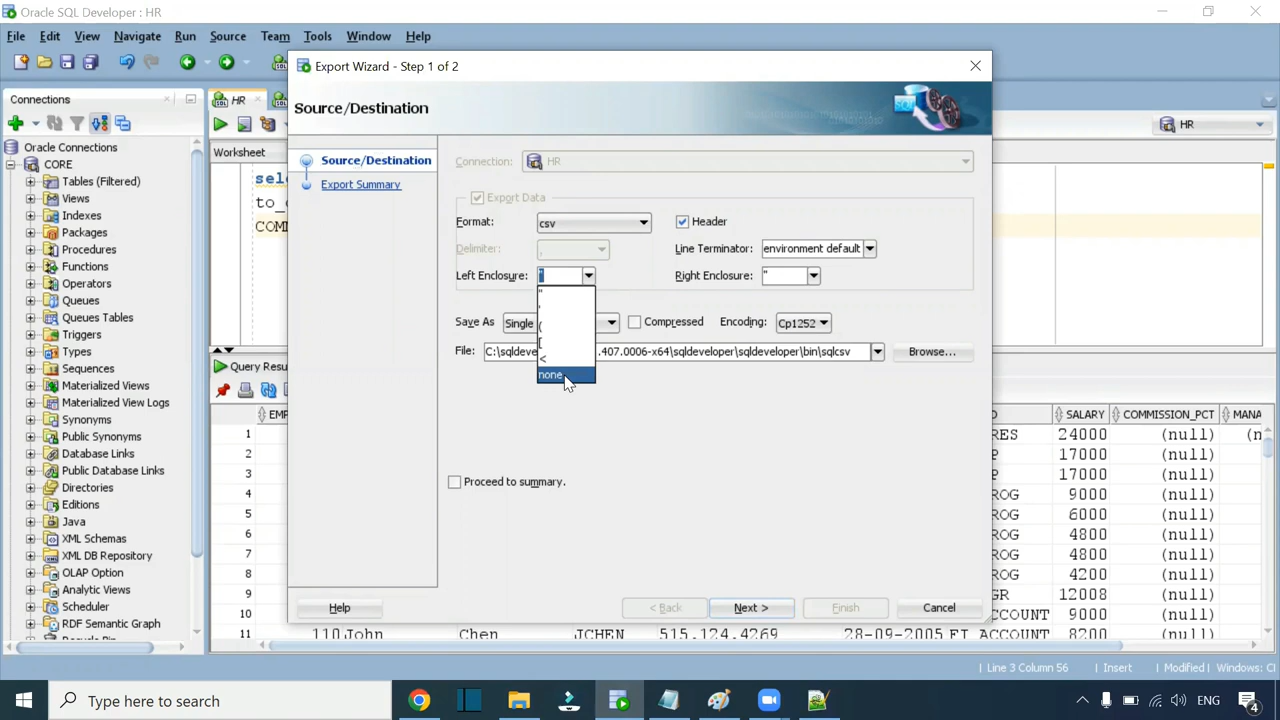 Oracle SQL Developer : HR
File Edit View Navigate Run Source Team Tools Window Help
Connections
Oracle Connections
CORE
Tables (Filtered)
Views
Indexes
Packages
Procedures
Functions
Operators
Queues
Queues Tables
Triggers
Types
Sequences
Materialized Views
Materialized View Logs
Synonyms
Public Synonyms
Database Links
Public Database Links
Directories
Editions
Java
XML Schemas
XML DB Repository
OLAP Option
Analytic Views
Scheduler
RDF Semantic Graph
HR
HR
Worksheet
sele
to_
COMM
Export Wizard - Step 1 of 2
Source/Destination
Source/Destination
Export Summary
Connection: HR
Export Data
Format: csv Header
Delimiter: , Line Terminator: environment default
Left Enclosure: " Right Enclosure: "
"
'
(
[
<
none
Save As Single Compressed Encoding: Cp1252
File: C:\sqldeve .407.0006-x64\sqldeveloper\sqldeveloper\bin\sqlcsv Browse...
Proceed to summary.
Help < Back Next > Finish Cancel
Query Re
EMP D SALARY COMMISSION_PCT MANA
1 RES 24000 (null) (n
2 P 17000 (null)
3 P 17000 (null)
4 ROG 9000 (null)
5 ROG 6000 (null)
6 ROG 4800 (null)
7 ROG 4800 (null)
8 ROG 4200 (null)
9 GR 12008 (null)
10 ACCOUNT 9000 (null)
11 110 John Chen JCHEN 515.124.4269 28-09-2005 FI_ACCOUNT 8200 (null)
Line 3 Column 56 Insert Modified Windows: Cl
Type here to search
ENG
4